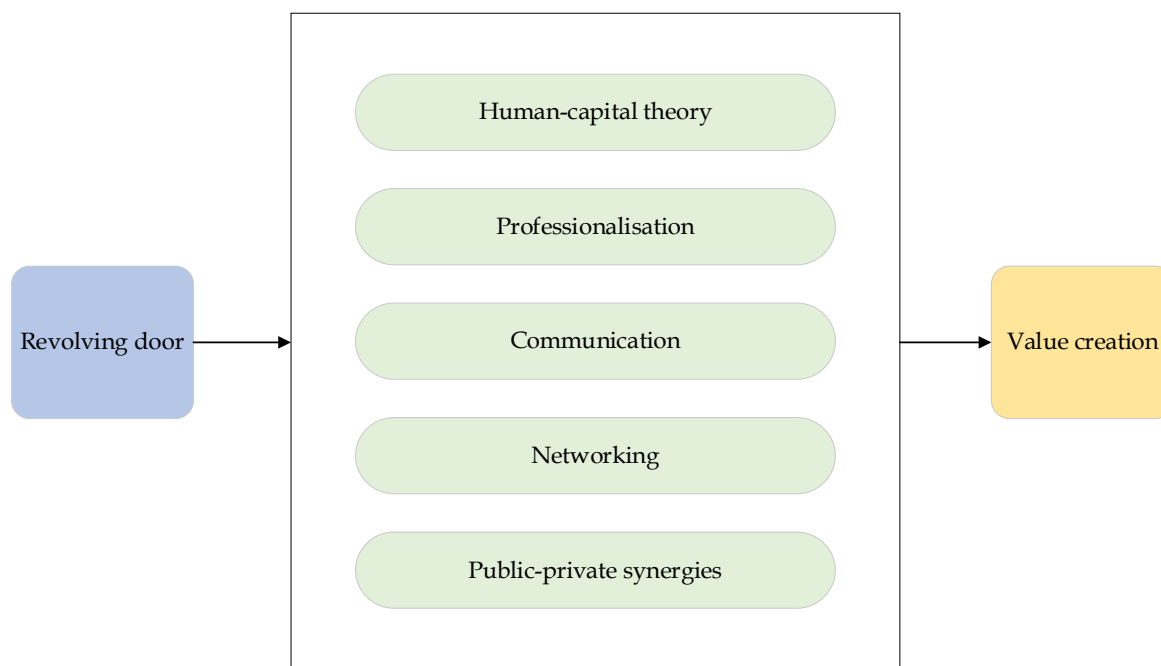 Human-capital theory
Professionalisation
Revolving door
Communication
Value creation
Networking
Public-private synergies